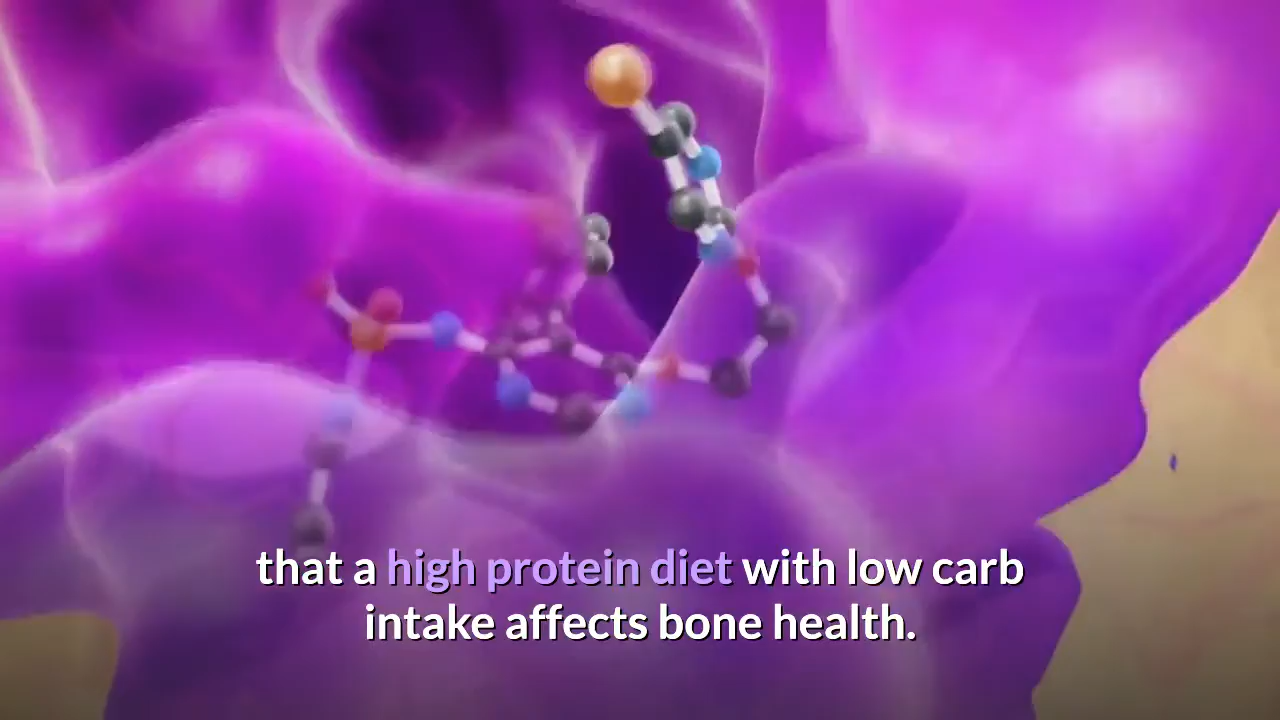 that a high protein diet with low carb
intake affects bone health.